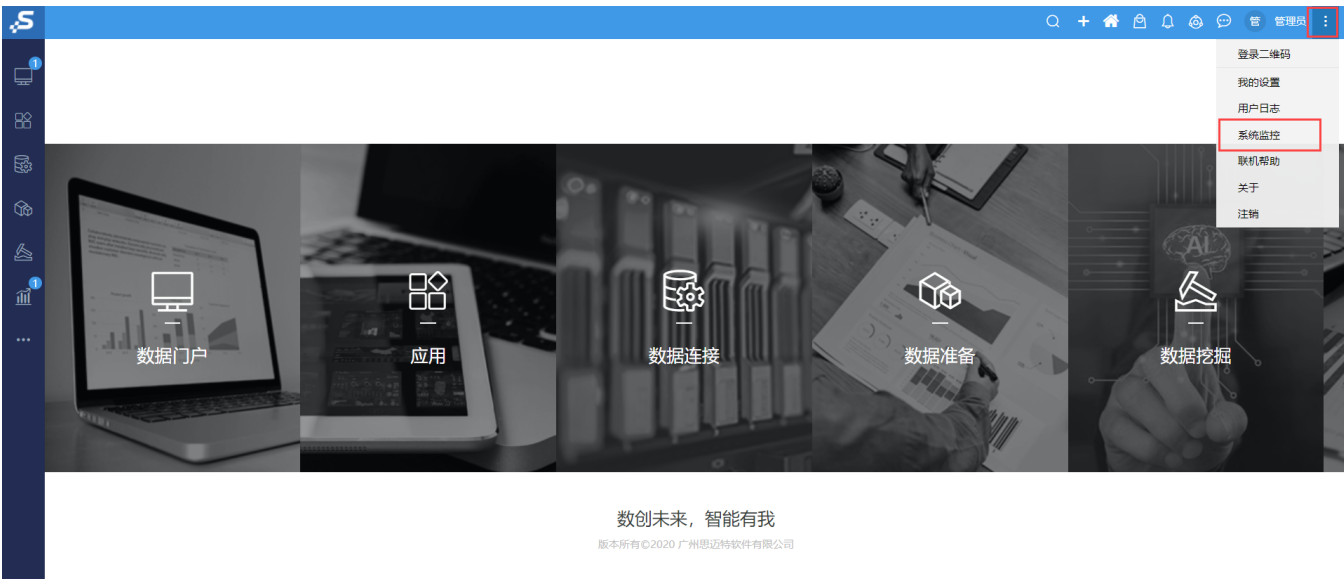 S
管 管理员
登录二维码
1
我的设置
用户日志
系统监控
联机帮助
关于
注销
AI
1
数据门户
应用
数据连接
数据准备
数据挖掘
数创未来，智能有我
版本所有©2020 广州思迈特软件有限公司